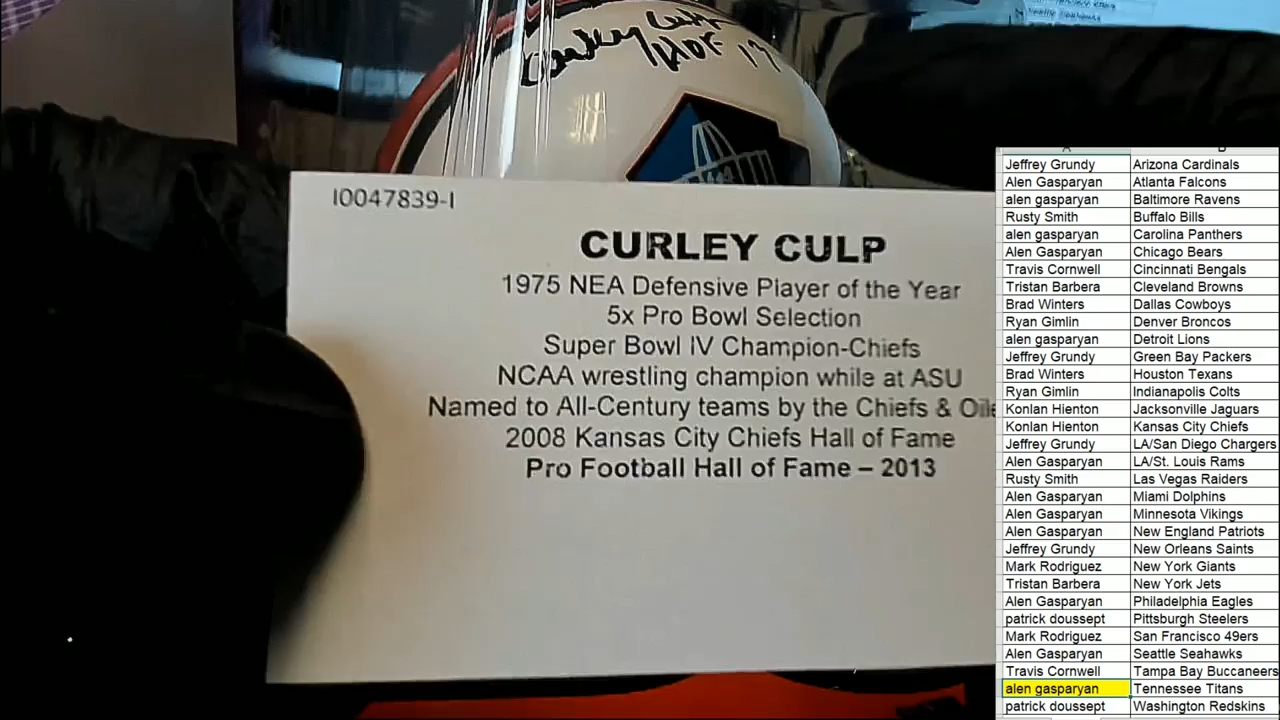 Curley Culp
HOF 13
I0047839-I
CURLEY CULP
1975 NEA Defensive Player of the Year
5x Pro Bowl Selection
Super Bowl IV Champion-Chiefs
NCAA wrestling champion while at ASU
Named to All-Century teams by the Chiefs &
2008 Kansas City Chiefs Hall of Fame
Pro Football Hall of Fame – 2013
Jeffrey Grundy Arizona Cardinals
Alen Gasparyan Atlanta Falcons
alen gasparyan Baltimore Ravens
Rusty Smith Buffalo Bills
alen gasparyan Carolina Panthers
Alen Gasparyan Chicago Bears
Travis Cornwell Cincinnati Bengals
Tristan Barbera Cleveland Browns
Brad Winters Dallas Cowboys
Ryan Gimlin Denver Broncos
alen gasparyan Detroit Lions
Jeffrey Grundy Green Bay Packers
Brad Winters Houston Texans
Ryan Gimlin Indianapolis Colts
Konlan Hienton Jacksonville Jaguars
Konlan Hienton Kansas City Chiefs
Jeffrey Grundy LA/San Diego Chargers
Alen Gasparyan LA/St. Louis Rams
Rusty Smith Las Vegas Raiders
Alen Gasparyan Miami Dolphins
Alen Gasparyan Minnesota Vikings
Alen Gasparyan New England Patriots
Jeffrey Grundy New Orleans Saints
Mark Rodriguez New York Giants
Tristan Barbera New York Jets
Alen Gasparyan Philadelphia Eagles
patrick doussept Pittsburgh Steelers
Mark Rodriguez San Francisco 49ers
Alen Gasparyan Seattle Seahawks
Travis Cornwell Tampa Bay Buccaneers
alen gasparyan Tennessee Titans
patrick doussept Washington Redskins